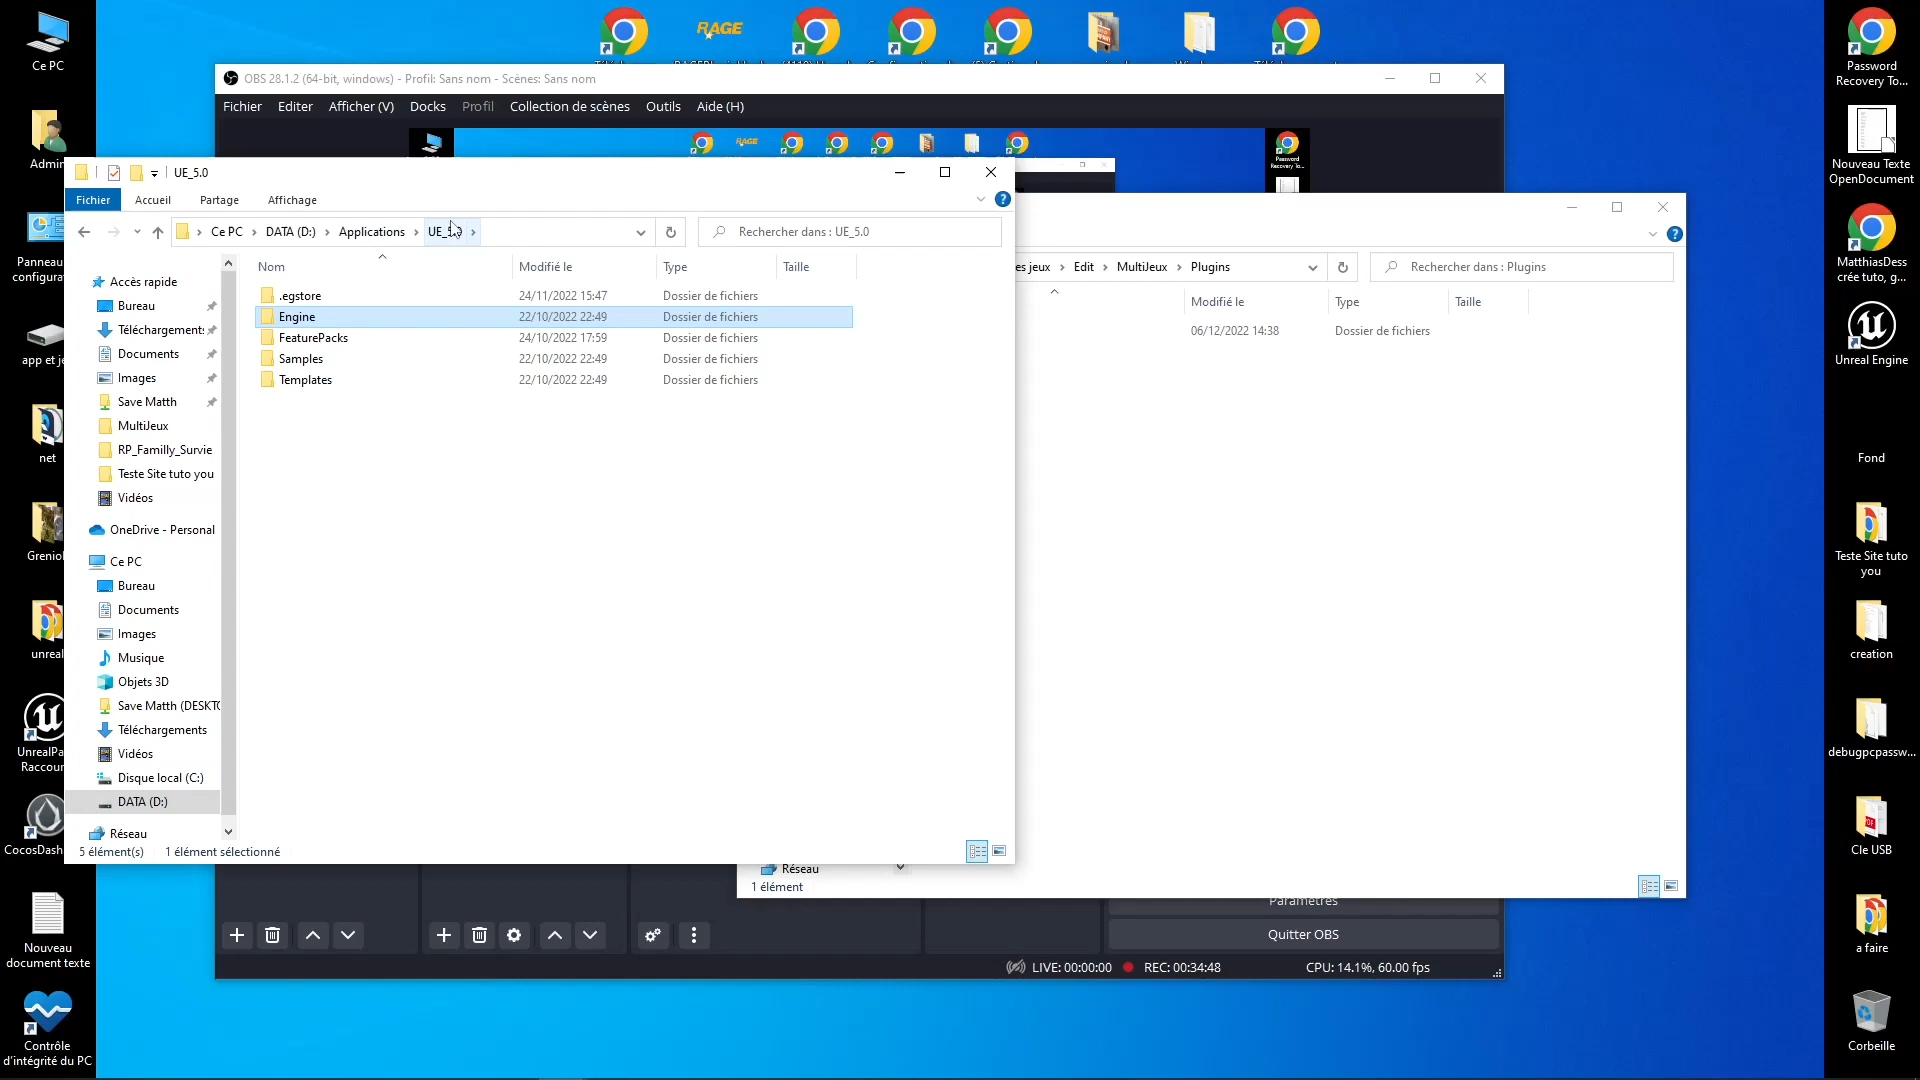 Ce PC
Admin
Panneau
configurat
app et je
net
Greniol
unreal
UnrealPa
Raccour
CocosDash
Nouveau
document texte
Contrôle
d'intégrité du PC
RAGE
OBS 28.1.2 (64-bit, windows) - Profil: Sans nom - Scènes: Sans nom
Fichier
Editer
Afficher (V)
Docks
Profil
Collection de scènes
Outils
Aide (H)
RAGE
Password
Recovery To...
UE_5.0
Fichier
Accueil
Partage
Affichage
Ce PC
DATA (D:)
Applications
UE_5.0
Rechercher dans : UE_5.0
Nom
Modifié le
Type
Taille
.egstore 24/11/2022 15:47 Dossier de fichiers
Engine 22/10/2022 22:49 Dossier de fichiers
FeaturePacks 24/10/2022 17:59 Dossier de fichiers
Samples 22/10/2022 22:49 Dossier de fichiers
Templates 22/10/2022 22:49 Dossier de fichiers
Accès rapide
Bureau
Téléchargements
Documents
Images
Save Matth
MultiJeux
RP_Familly_Survie
Teste Site tuto you
Vidéos
OneDrive - Personal
Ce PC
Bureau
Documents
Images
Musique
Objets 3D
Save Matth (DESKTO
Téléchargements
Vidéos
Disque local (C:)
DATA (D:)
Réseau
5 élément(s)
1 élément sélectionné
es jeux
Edit
MultiJeux
Plugins
Rechercher dans : Plugins
Modifié le
Type
Taille
06/12/2022 14:38 Dossier de fichiers
Réseau
1 élément
Paramètres
Quitter OBS
LIVE: 00:00:00
REC: 00:34:48
CPU: 14.1%, 60.00 fps
Password
Recovery To...
Nouveau Texte
OpenDocument
MatthiasDess
crée tuto, g...
Unreal Engine
Fond
Teste Site tuto
you
creation
debugpcpassw...
Cle USB
a faire
Corbeille